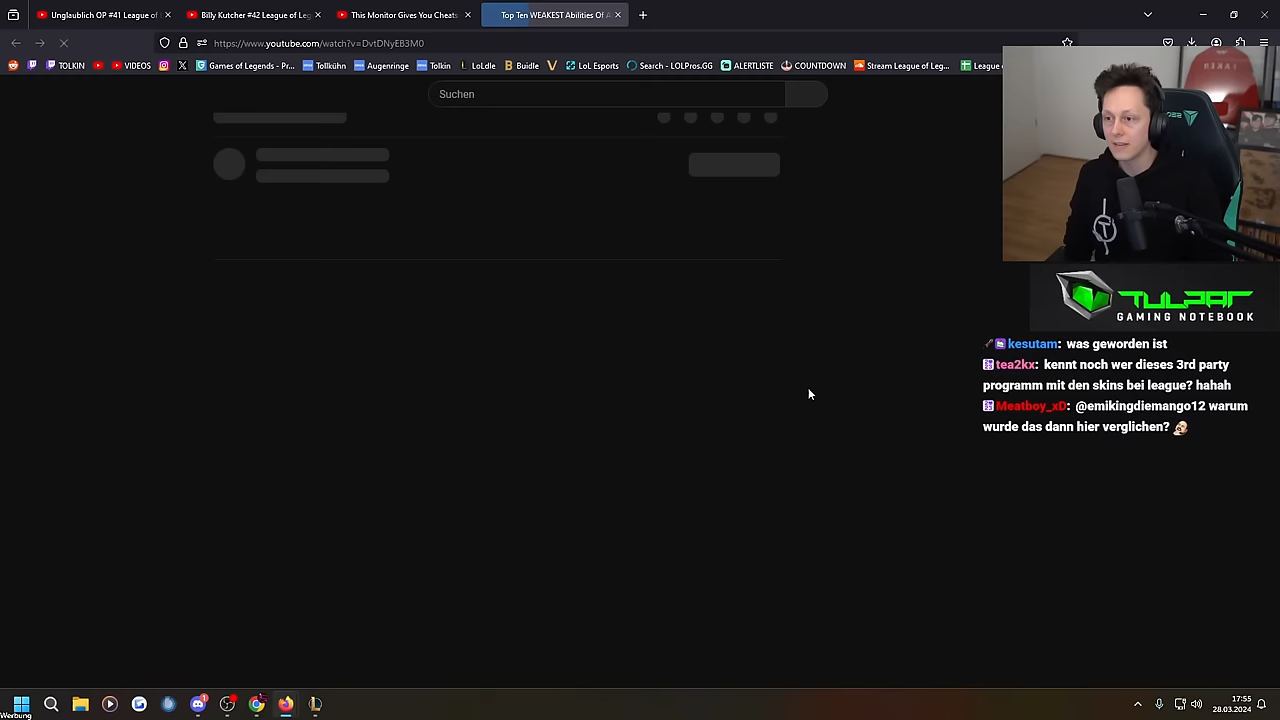 Unglaublich OP #41 League of
Billy Kutcher #42 League of Leg
This Monitor Gives You Cheats
Top Ten WEAKEST Abilities Of A
https://www.youtube.com/watch?v=DvtDNyEB3M0
TOLKIN
VIDEOS
Games of Legends - Pr...
Tollkühn
Augenringe
Tolkin
LoLdle
Buidle
LoL Esports
Search - LOLPros.GG
ALERTLISTE
COUNTDOWN
Stream League of Leg...
League o
Suchen
FAKER
TULPAR
GAMING NOTEBOOK
kesutam: was geworden ist
tea2kx: kennt noch wer dieses 3rd party
programm mit den skins bei league? hahah
Meatboy_xD: @emikingdiemango12 warum
wurde das dann hier verglichen?
Werbung
17:55
28.03.2024